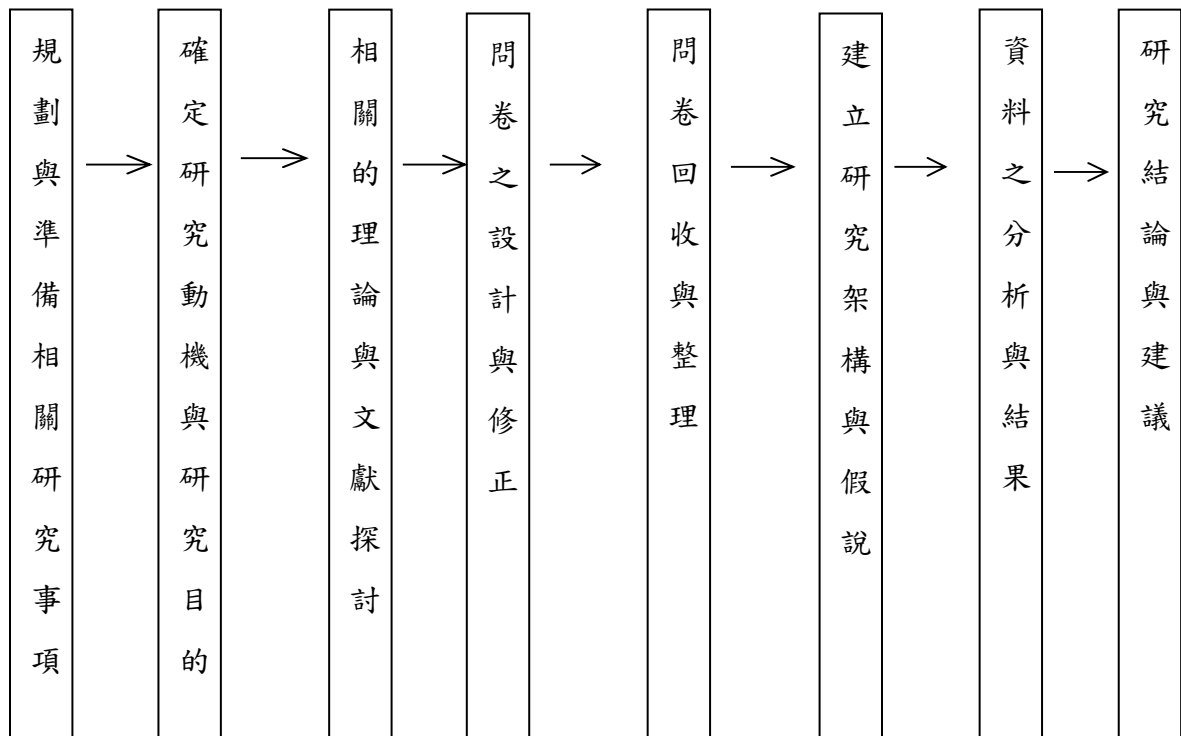 規劃與準備相關研究事項
確定研究動機與研究目的
相關的理論與文獻探討
問卷之設計與修正
問卷回收與整理
建立研究架構與假說
資料之分析與結果
研究結論與建議